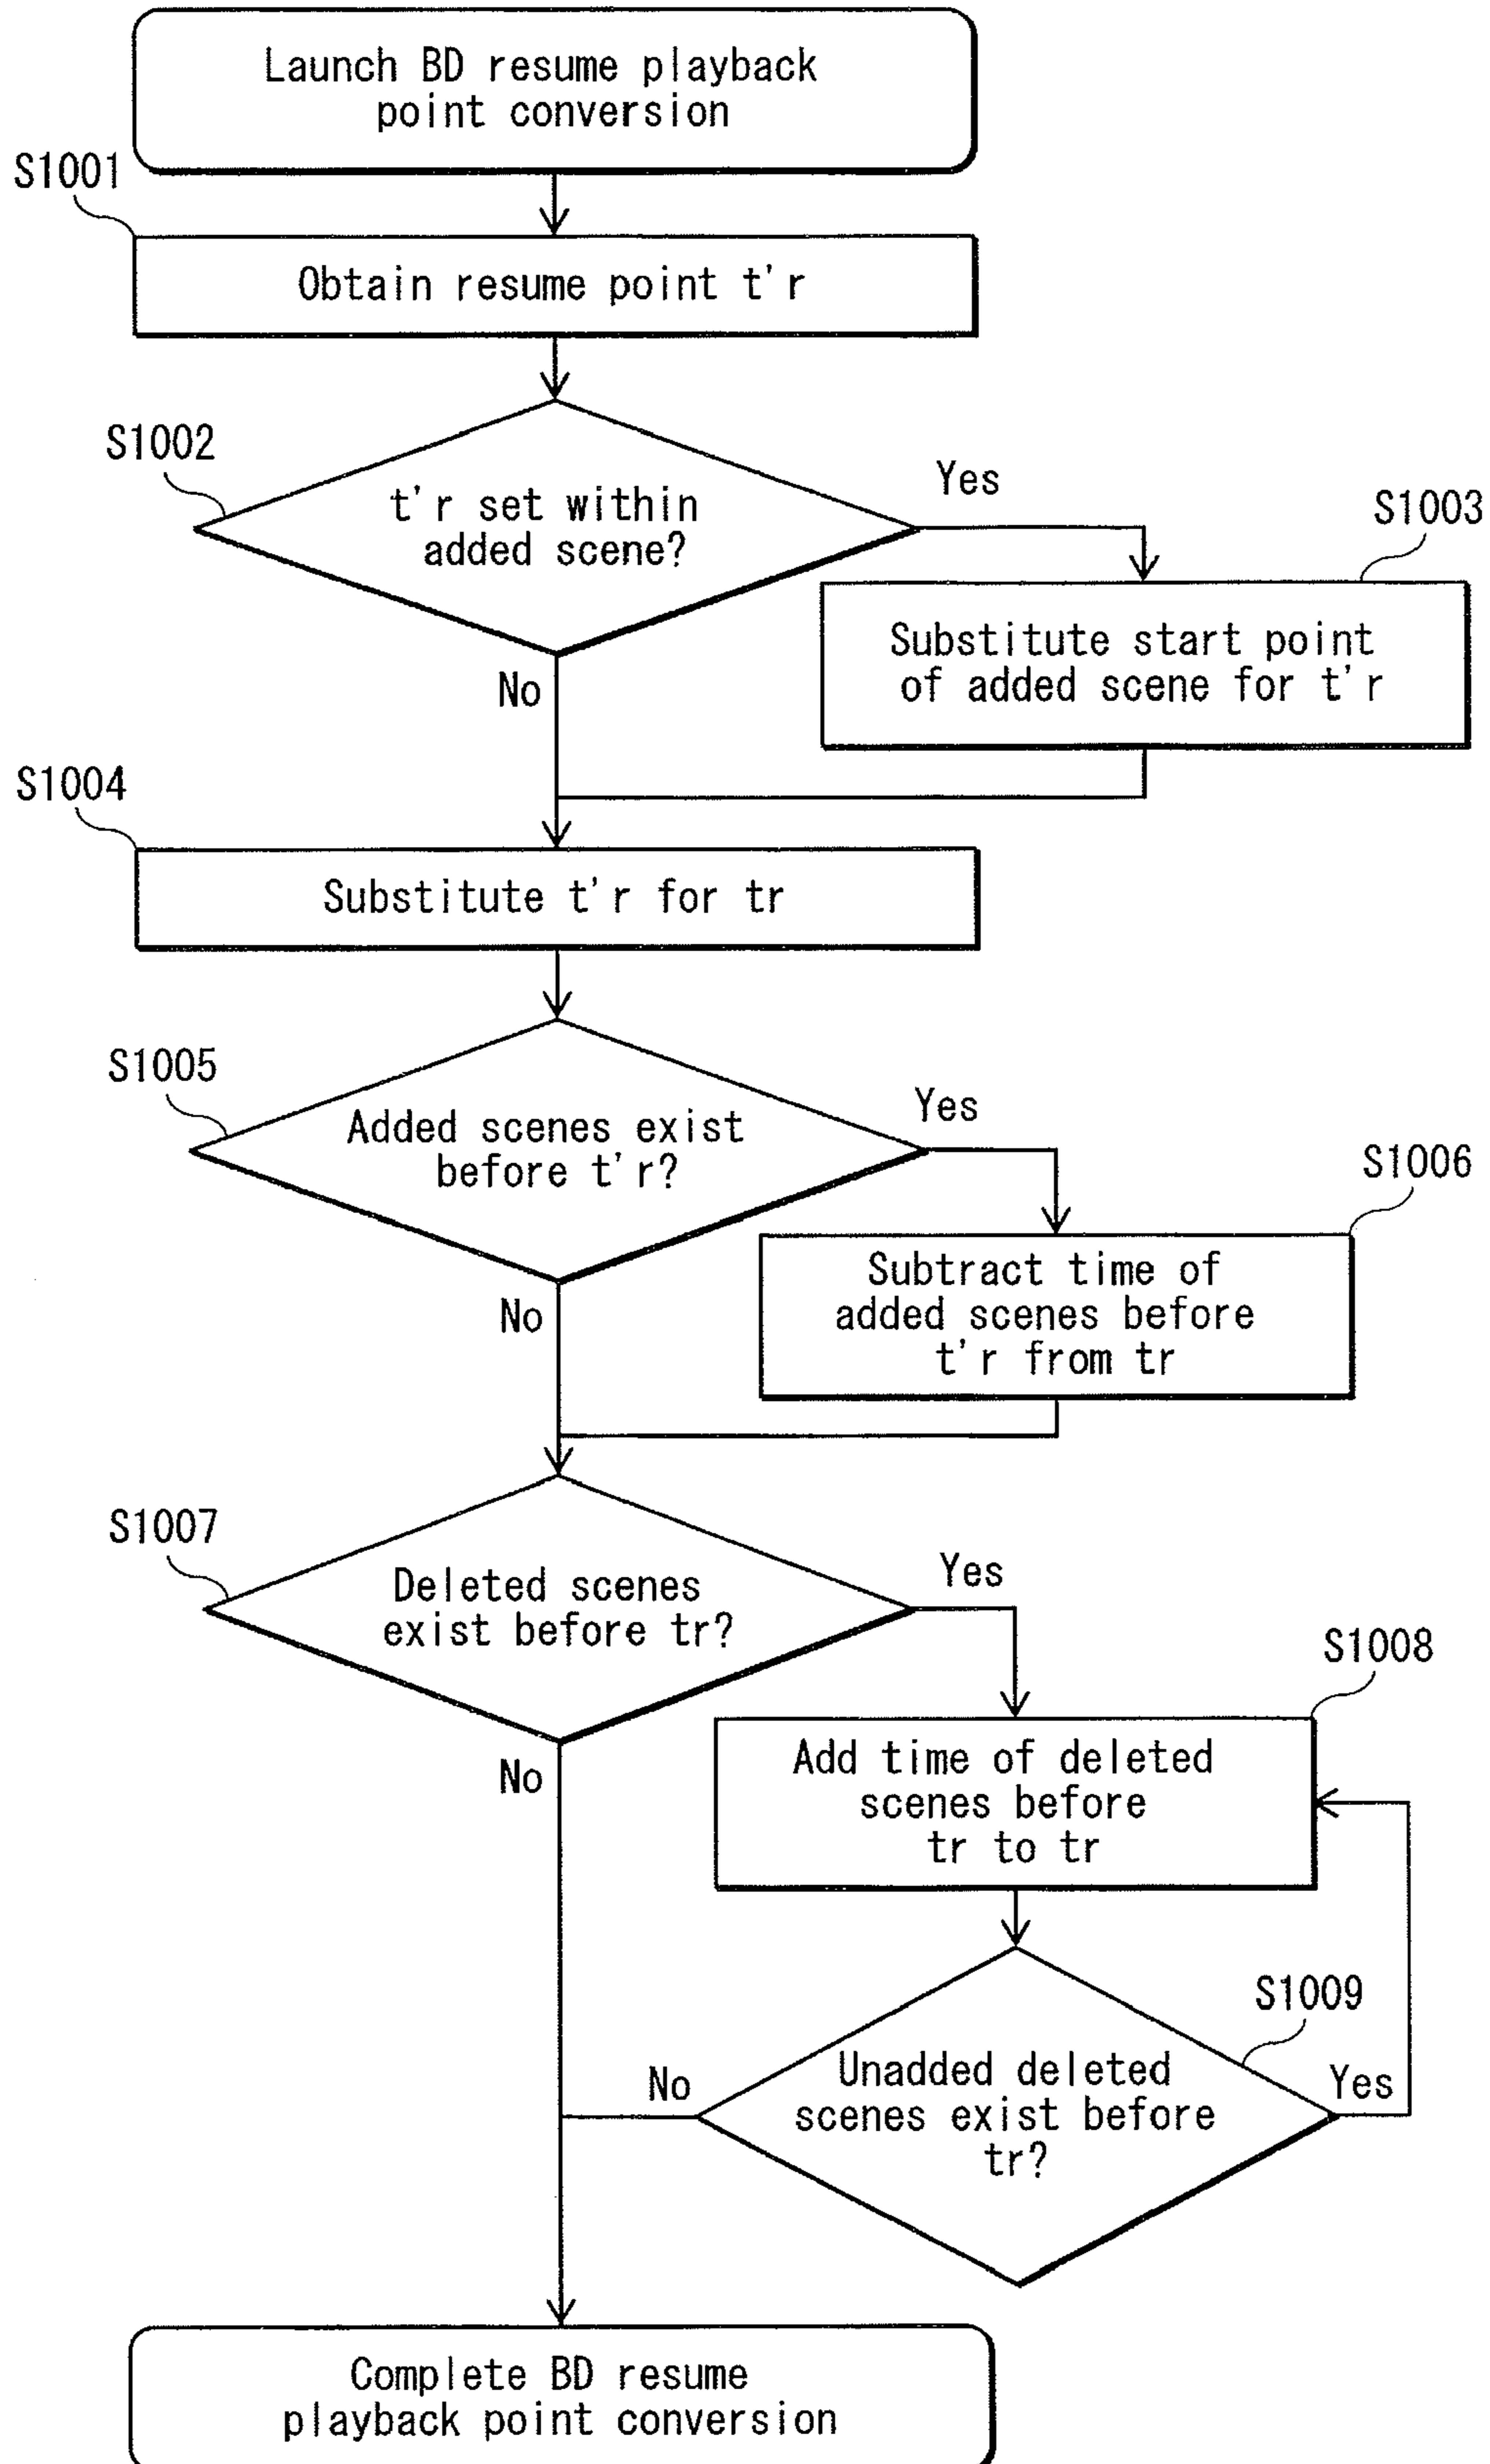 Launch BD resume playback
point conversion
S1001
Obtain resume point t'r
S1002
t'r set within
added scene?
Yes
S1003
Substitute start point
of added scene for t'r
No
S1004
Substitute t'r for tr
S1005
Added scenes exist
before t'r?
Yes
S1006
Subtract time of
added scenes before
t'r from tr
No
S1007
Deleted scenes
exist before tr?
Yes
S1008
Add time of deleted
scenes before
tr to tr
No
S1009
Unadded deleted
scenes exist before
tr?
No
Yes
Complete BD resume
playback point conversion